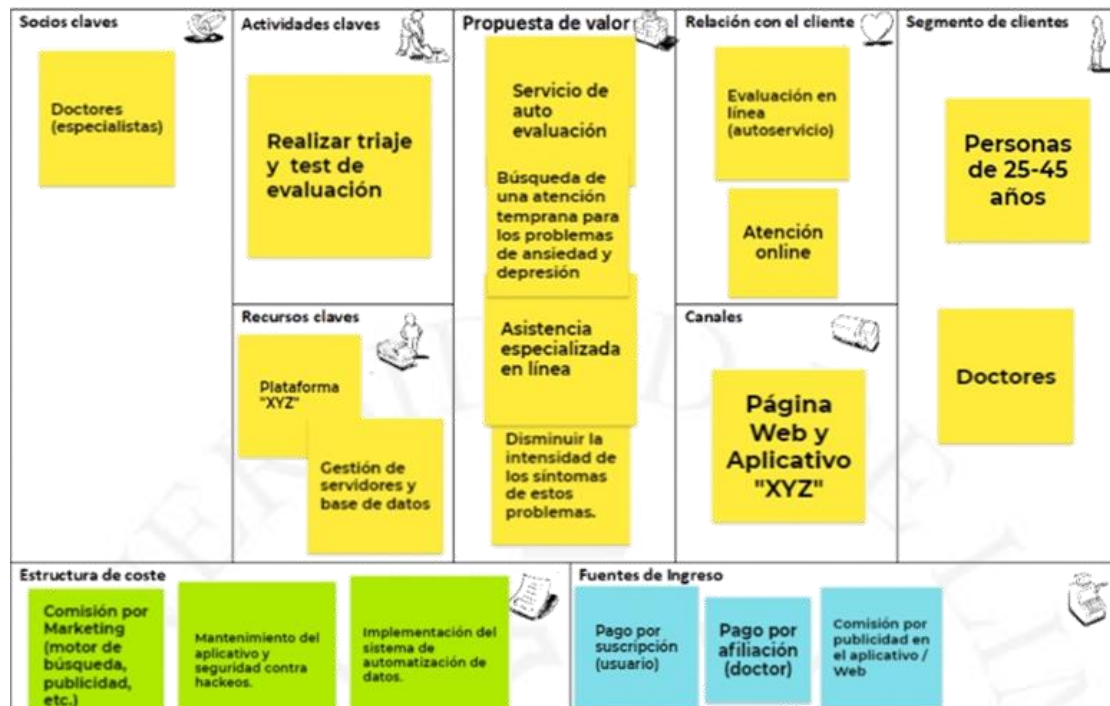 Socios claves
Doctores
(especialistas)
Actividades claves
Realizar triaje
y test de
evaluación
Recursos claves
Plataforma
"XYZ"
Gestión de
servidores y
base de datos
Propuesta de valor
Servicio de
auto
evaluación
Búsqueda de
una atención
temprana para
los problemas
de ansiedad y
depresión
Asistencia
especializada
en línea
Disminuir la
intensidad de
los síntomas
de estos
problemas.
Relación con el cliente
Evaluación en
línea
(autoservicio)
Atención
online
Canales
Página
Web y
Aplicativo
"XYZ"
Segmento de clientes
Personas
de 25-45
años
Doctores
Estructura de coste
Comisión por
Marketing
(motor de
búsqueda,
publicidad,
etc.)
Mantenimiento del
aplicativo y
seguridad contra
hackeos.
Implementación del
sistema de
automatización de
datos.
Fuentes de Ingreso
Pago por
suscripción
(usuario)
Pago por
afiliación
(doctor)
Comisión por
publicidad en
el aplicativo /
Web